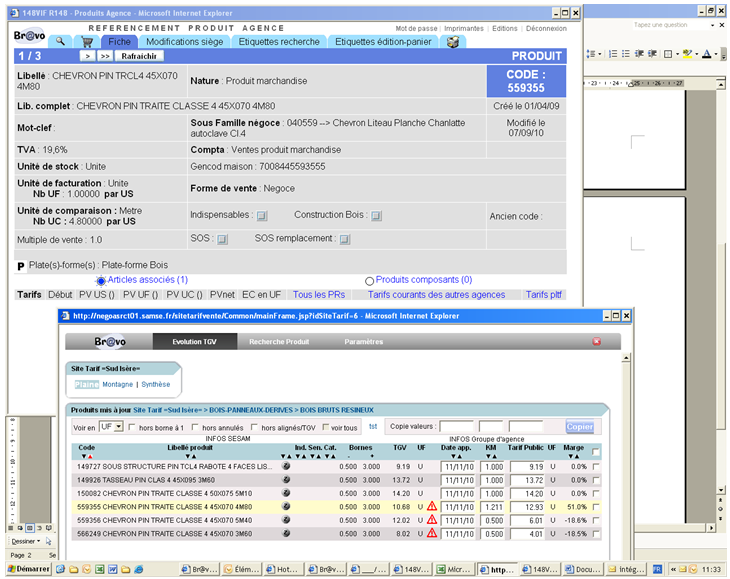 148VIF R148 - Produits Agence - Microsoft Internet Explorer
REFERENCEMENT PRODUIT AGENCE
Mot de passe | Imprimantes | Editions | Déconnexion
Br@vo
Fiche Modifications siège Etiquettes recherche Etiquettes édition-panier
1 / 3 > >> Rafraichir PRODUIT
Libellé : CHEVRON PIN TRCL4 45X070 4M80
Nature : Produit marchandise
CODE : 559355
Lib. complet : CHEVRON PIN TRAITE CLASSE 4 45X070 4M80
Créé le 01/04/09
Mot-clef :
Sous Famille négoce : 040559 --> Chevron Liteau Planche Chanlatte autoclave Cl.4
Modifié le 07/09/10
TVA : 19,6%
Compta : Ventes produit marchandise
Unité de stock : Unite
Gencod maison : 7008445593555
Unité de facturation : Unite
Nb UF : 1.00000 par US
Forme de vente : Negoce
Unité de comparaison : Metre
Nb UC : 4.80000 par US
Indispensables : Construction Bois :
Ancien code :
Multiple de vente : 1.0
SOS : SOS remplacement :
P Plate(s)-forme(s) : Plate-forme Bois
Articles associés (1) Produits composants (0)
Tarifs Début PV US () PV UF () PV UC () PVnet EC en UF Tous les PRs Tarifs courants des autres agences Tarifs pltf
Tapez une question
http://negoasrct01.samse.fr/sitetarifvente/Common/mainFrame.jsp?idSiteTarif=6 - Microsoft Internet Explorer
Br@vo Evolution TGV Recherche Produit Paramètres
Site Tarif =Sud Isère=
Plaine Montagne | Synthèse
Produits mis à jour Site Tarif =Sud Isère= > BOIS-PANNEAUX-DERIVES > BOIS BRUTS RESINEUX
Voir en UF hors borne à 1 hors annulés hors alignés/TGV voir tous tst Copie valeurs : Copier
INFOS SESAM INFOS Groupe d'agence
Code Libellé produit Ind. Sen. Cat. Bornes TGV UF Date app. KM Tarif Public UF Marge
149727 SOUS STRUCTURE PIN TCL4 RABOTE 4 FACES LIS... 0.500 3.000 9.19 U 11/11/10 1.000 9.19 U 0.0%
149926 TASSEAU PIN CLAS 4 45X095 3M60 0.500 3.000 13.72 U 11/11/10 1.000 13.72 U 0.0%
150082 CHEVRON PIN TRAITE CLASSE 4 50X075 5M10 0.500 3.000 14.20 U 11/11/10 1.000 14.20 U 0.0%
559355 CHEVRON PIN TRAITE CLASSE 4 45X070 4M80 0.500 3.000 10.68 U 11/11/10 1.211 12.93 U 51.0%
559358 CHEVRON PIN TRAITE CLASSE 4 50X070 5M40 0.500 3.000 12.02 U 11/11/10 0.500 6.01 U -18.6%
566249 CHEVRON PIN TRAITE CLASSE 4 45X070 3M60 0.500 3.000 8.02 U 11/11/10 0.500 4.01 U -18.5%
Dessiner
Page 2 Se
Démarrer Br@v... Élém... Hot... Br@v... ___/... 148V... Micr... http... 148V... Docu... Intég... FR 11:33